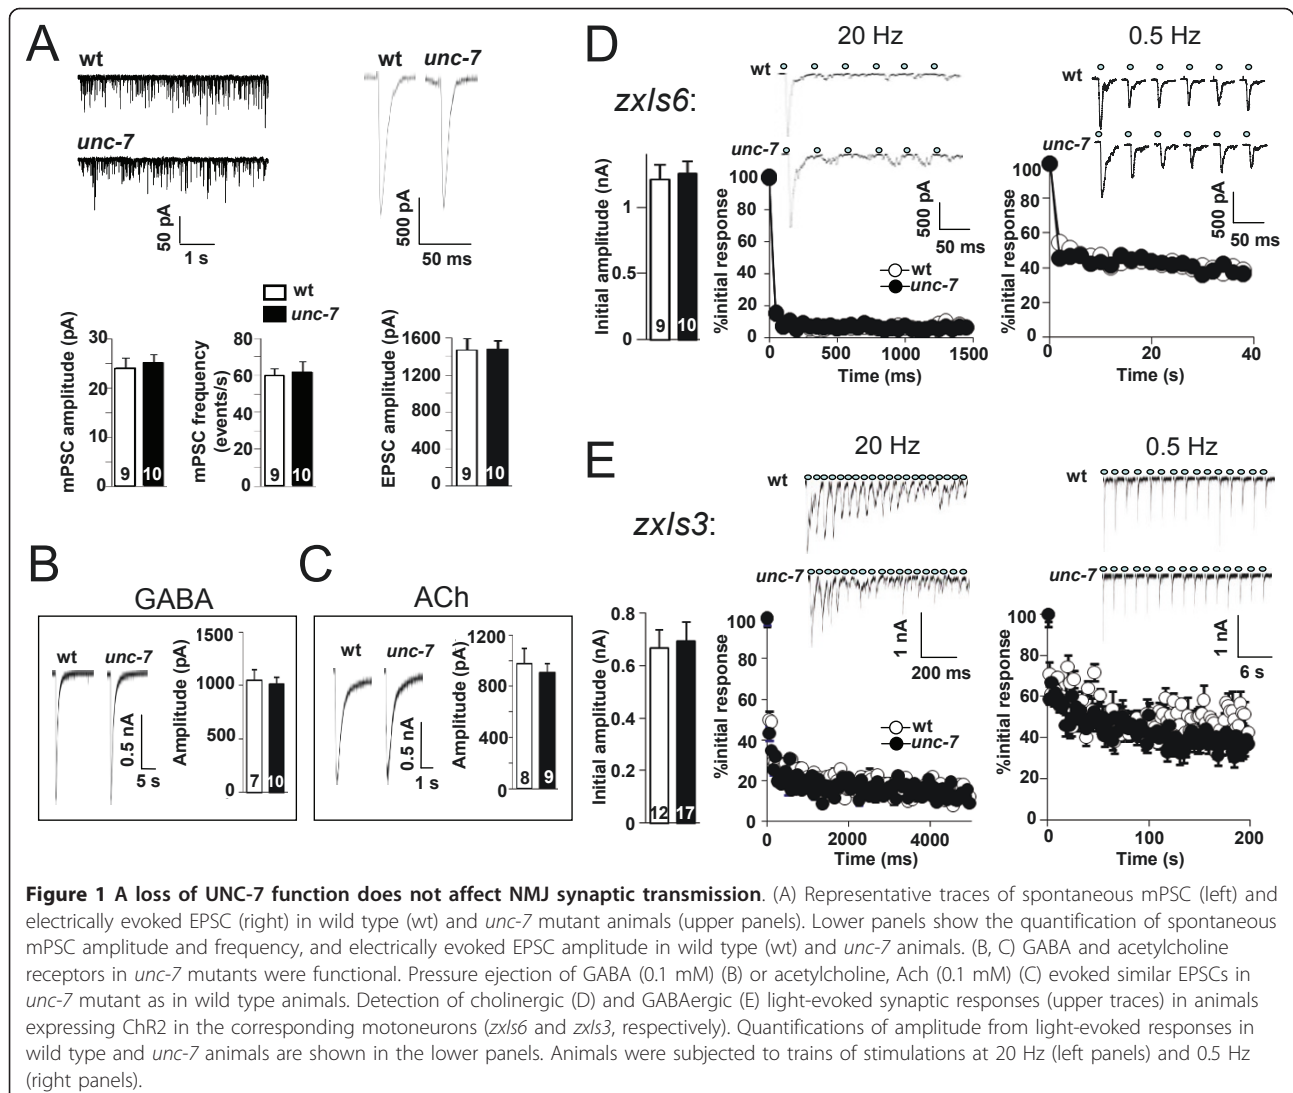 A
wt
unc-7
50 pA
1 s
wt
unc-7
500 pA
50 ms
wt
unc-7
mPSC amplitude (pA)
30
20
10
0
9
10
mPSC frequency
(events/s)
80
60
40
20
0
9
10
EPSC amplitude (pA)
1600
1200
800
400
0
9
10
B
GABA
wt
unc-7
0.5 nA
5 s
Amplitude (pA)
1500
1000
500
0
7
10
C
ACh
wt
unc-7
0.5 nA
1 s
Amplitude (pA)
1200
800
400
0
8
9
D
zxIs6:
Initial amplitude (nA)
1
0.5
0
9
10
20 Hz
wt
unc-7
500 pA
50 ms
%initial response
100
80
60
40
20
0
wt
unc-7
0
500
1000
1500
Time (ms)
0.5 Hz
wt
unc-7
500 pA
50 ms
%initial response
100
80
60
40
20
0
0
20
40
Time (s)
E
zxIs3:
Initial amplitude (nA)
0.8
0.6
0.4
0.2
0
12
17
20 Hz
wt
unc-7
1 nA
200 ms
%initial response
100
80
60
40
20
0
wt
unc-7
0
2000
4000
Time (ms)
0.5 Hz
wt
unc-7
1 nA
6 s
%initial response
100
80
60
40
20
0
0
100
200
Time (s)
Figure 1 A loss of UNC-7 function does not affect NMJ synaptic transmission. (A) Representative traces of spontaneous mPSC (left) and
electrically evoked EPSC (right) in wild type (wt) and unc-7 mutant animals (upper panels). Lower panels show the quantification of spontaneous
mPSC amplitude and frequency, and electrically evoked EPSC amplitude in wild type (wt) and unc-7 animals. (B, C) GABA and acetylcholine
receptors in unc-7 mutants were functional. Pressure ejection of GABA (0.1 mM) (B) or acetylcholine, Ach (0.1 mM) (C) evoked similar EPSCs in
unc-7 mutant as in wild type animals. Detection of cholinergic (D) and GABAergic (E) light-evoked synaptic responses (upper traces) in animals
expressing ChR2 in the corresponding motoneurons (zxIs6 and zxIs3, respectively). Quantifications of amplitude from light-evoked responses in
wild type and unc-7 animals are shown in the lower panels. Animals were subjected to trains of stimulations at 20 Hz (left panels) and 0.5 Hz
(right panels).